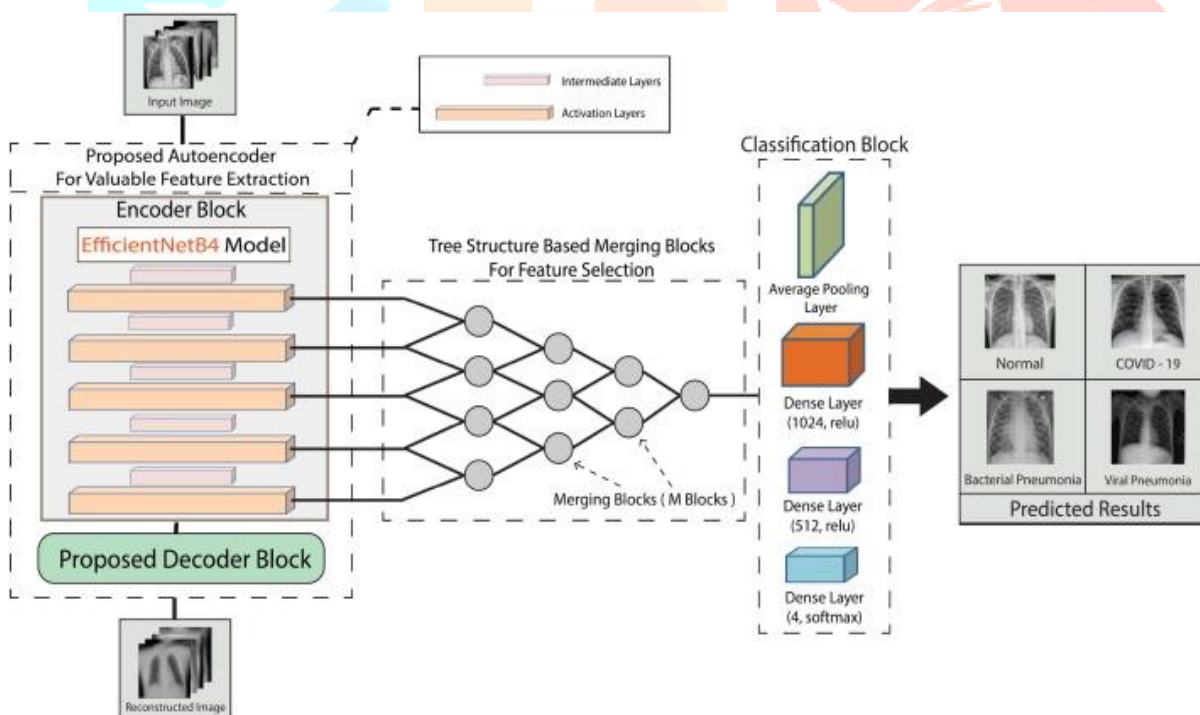 Input Image
Intermediate Layers
Activation Layers
Proposed Autoencoder
For Valuable Feature Extraction
Encoder Block
EfficientNetB4 Model
Proposed Decoder Block
Reconstructed Image
Tree Structure Based Merging Blocks
For Feature Selection
Merging Blocks ( M Blocks )
Classification Block
Average Pooling
Layer
Dense Layer
(1024, relu)
Dense Layer
(512, relu)
Dense Layer
(4, softmax)
Normal
COVID - 19
Bacterial Pneumonia
Viral Pneumonia
Predicted Results